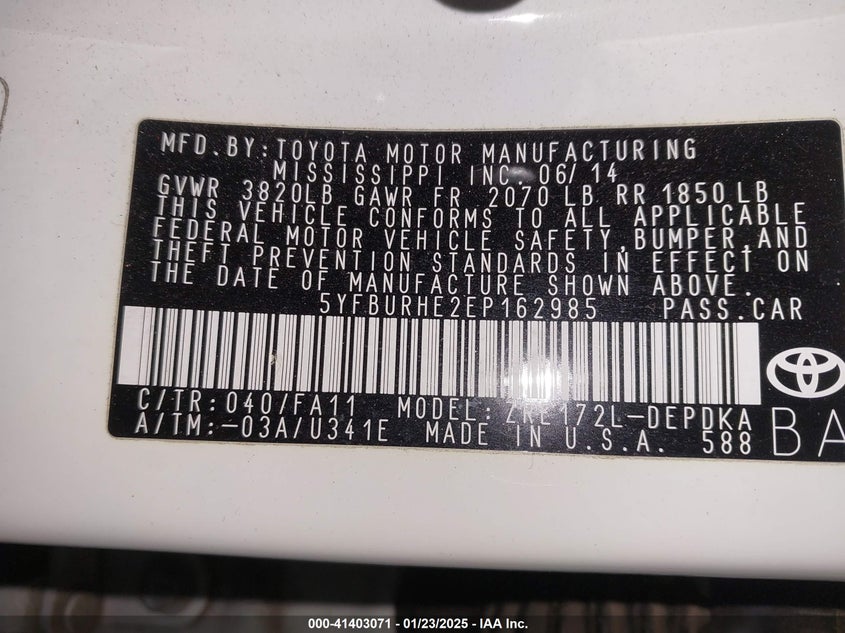 MFD.BY:TOYOTA MOTOR MANUFACTURING
MISSISSIPPI INC. 06/14
GVWR 3820LB GAWR FR 2070 LB RR 1850 LB
THIS VEHICLE CONFORMS TO ALL APPLICABLE
FEDERAL MOTOR VEHICLE SAFETY,BUMPER,AND
THEFT PREVENTION STANDARDS IN EFFECT ON
THE DATE OF MANUFACTURE SHOWN ABOVE.
5YFBURHE2EP162985 PASS.CAR
C/TR:040/FA11 MODEL:ZRE172L-DEPDKA
A/TM:-03A/U341E MADE IN U.S.A. 588 BA
000-41403071 - 01/23/2025 - IAA Inc.